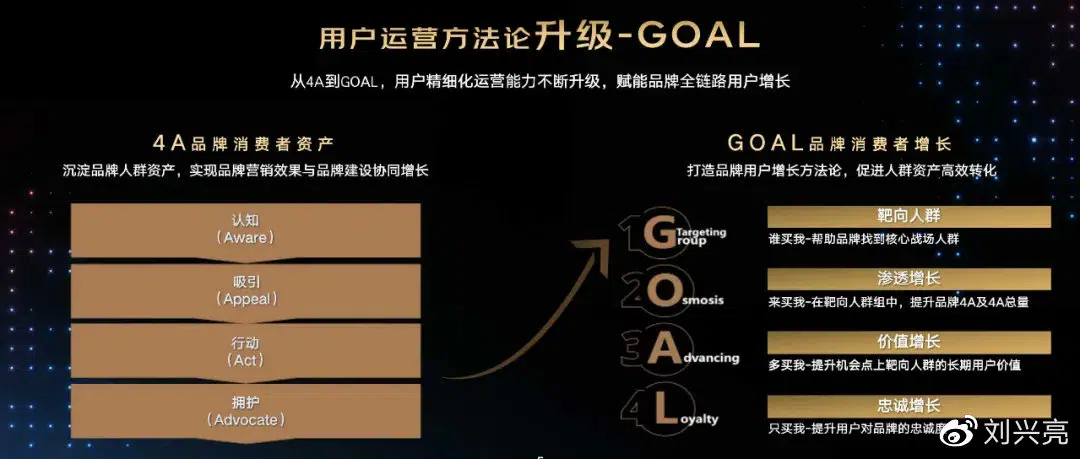 用户运营方法论升级-GOAL
从4A到GOAL，用户精细化运营能力不断升级，赋能品牌全链路用户增长
4A品牌消费者资产
沉淀品牌人群资产，实现品牌营销效果与品牌建设协同增长
认知
（Aware）
吸引
（Appeal）
行动
（Act）
拥护
（Advocate）
GOAL品牌消费者增长
打造品牌用户增长方法论，促进人群资产高效转化
1 Targeting
Group
靶向人群
谁买我-帮助品牌找到核心战场人群
2 Osmosis
渗透增长
来买我-在靶向人群组中，提升品牌4A及4A总量
3 Advancing
价值增长
多买我-提升机会点上靶向人群的长期用户价值
4 Loyalty
忠诚增长
只买我-提升用户对品牌的忠诚度
刘兴亮